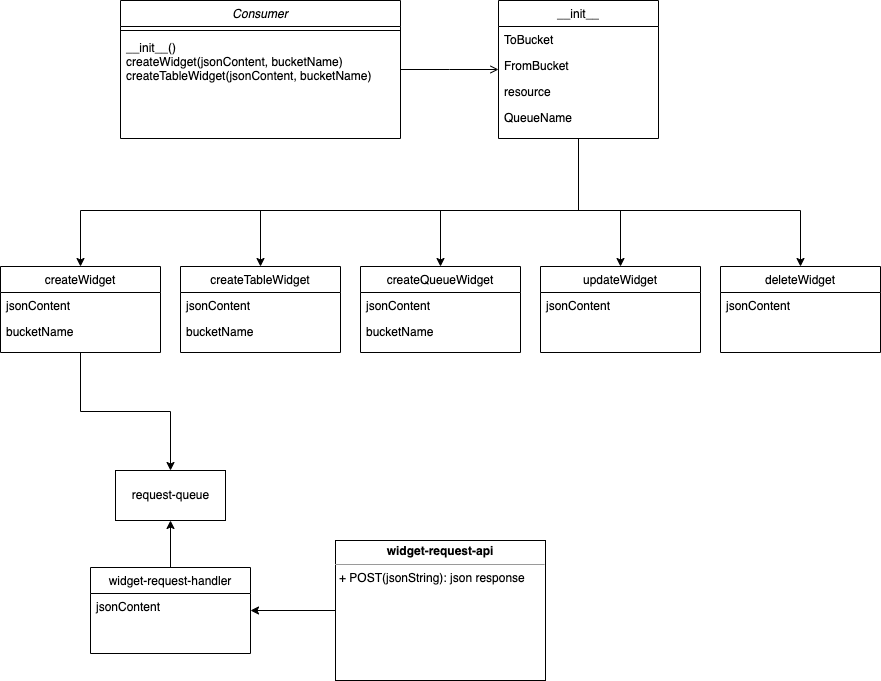 Consumer
__init__()
createWidget(jsonContent, bucketName)
createTableWidget(jsonContent, bucketName)
__init__
ToBucket
FromBucket
resource
QueueName
createWidget
jsonContent
bucketName
createTableWidget
jsonContent
bucketName
createQueueWidget
jsonContent
bucketName
updateWidget
jsonContent
deleteWidget
jsonContent
request-queue
widget-request-handler
jsonContent
widget-request-api
+ POST(jsonString): json response